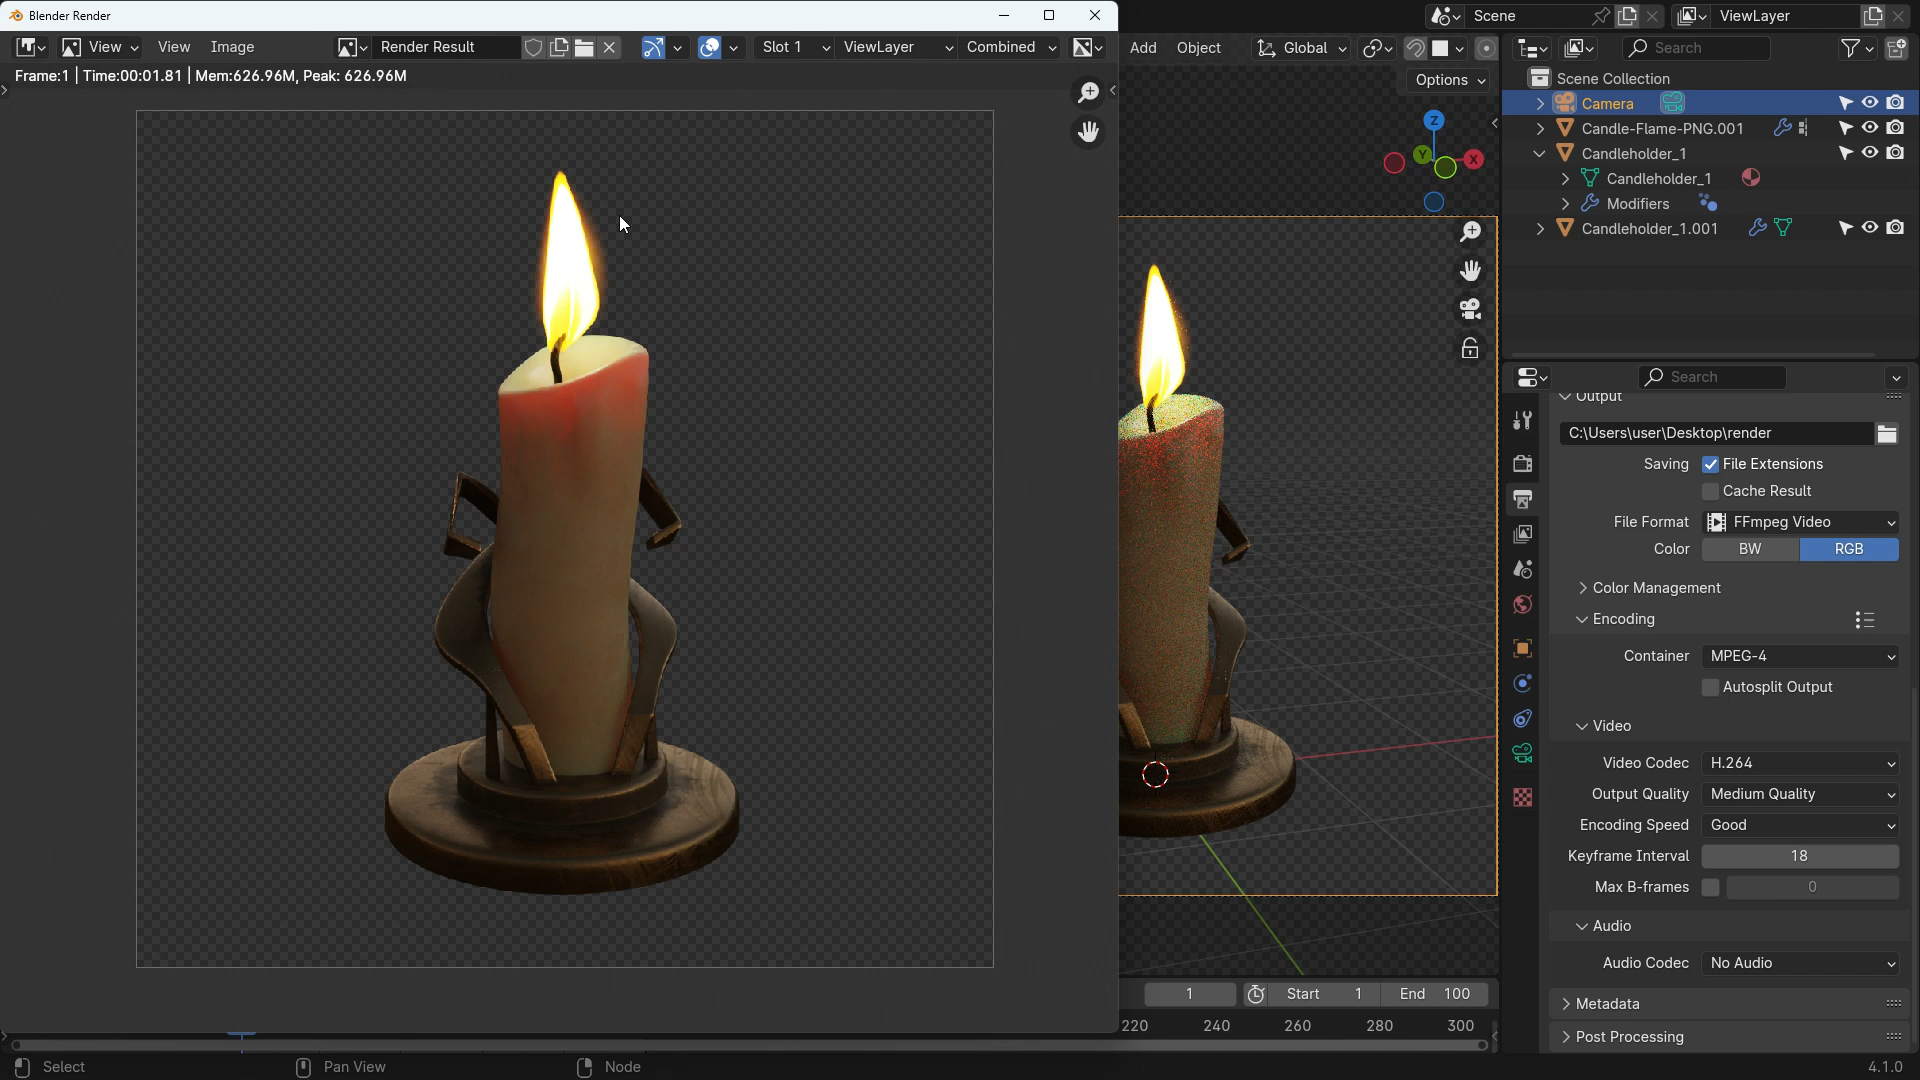 Blender Render
View View Image Render Result Slot 1 ViewLayer Combined
Frame:1 | Time:00:01.81 | Mem:626.96M, Peak: 626.96M
Add Object Global
Options
Z
Y
X
Scene ViewLayer
Search
Scene Collection
Camera
Candle-Flame-PNG.001
Candleholder_1
Candleholder_1
Modifiers
Candleholder_1.001
Search
Output
C:\Users\user\Desktop\render
Saving File Extensions
Cache Result
File Format FFmpeg Video
Color BW RGB
Color Management
Encoding
Container MPEG-4
Autosplit Output
Video
Video Codec H.264
Output Quality Medium Quality
Encoding Speed Good
Keyframe Interval 18
Max B-frames 0
Audio
Audio Codec No Audio
Metadata
Post Processing
1 Start 1 End 100
220 240 260 280 300
Select Pan View Node 4.1.0